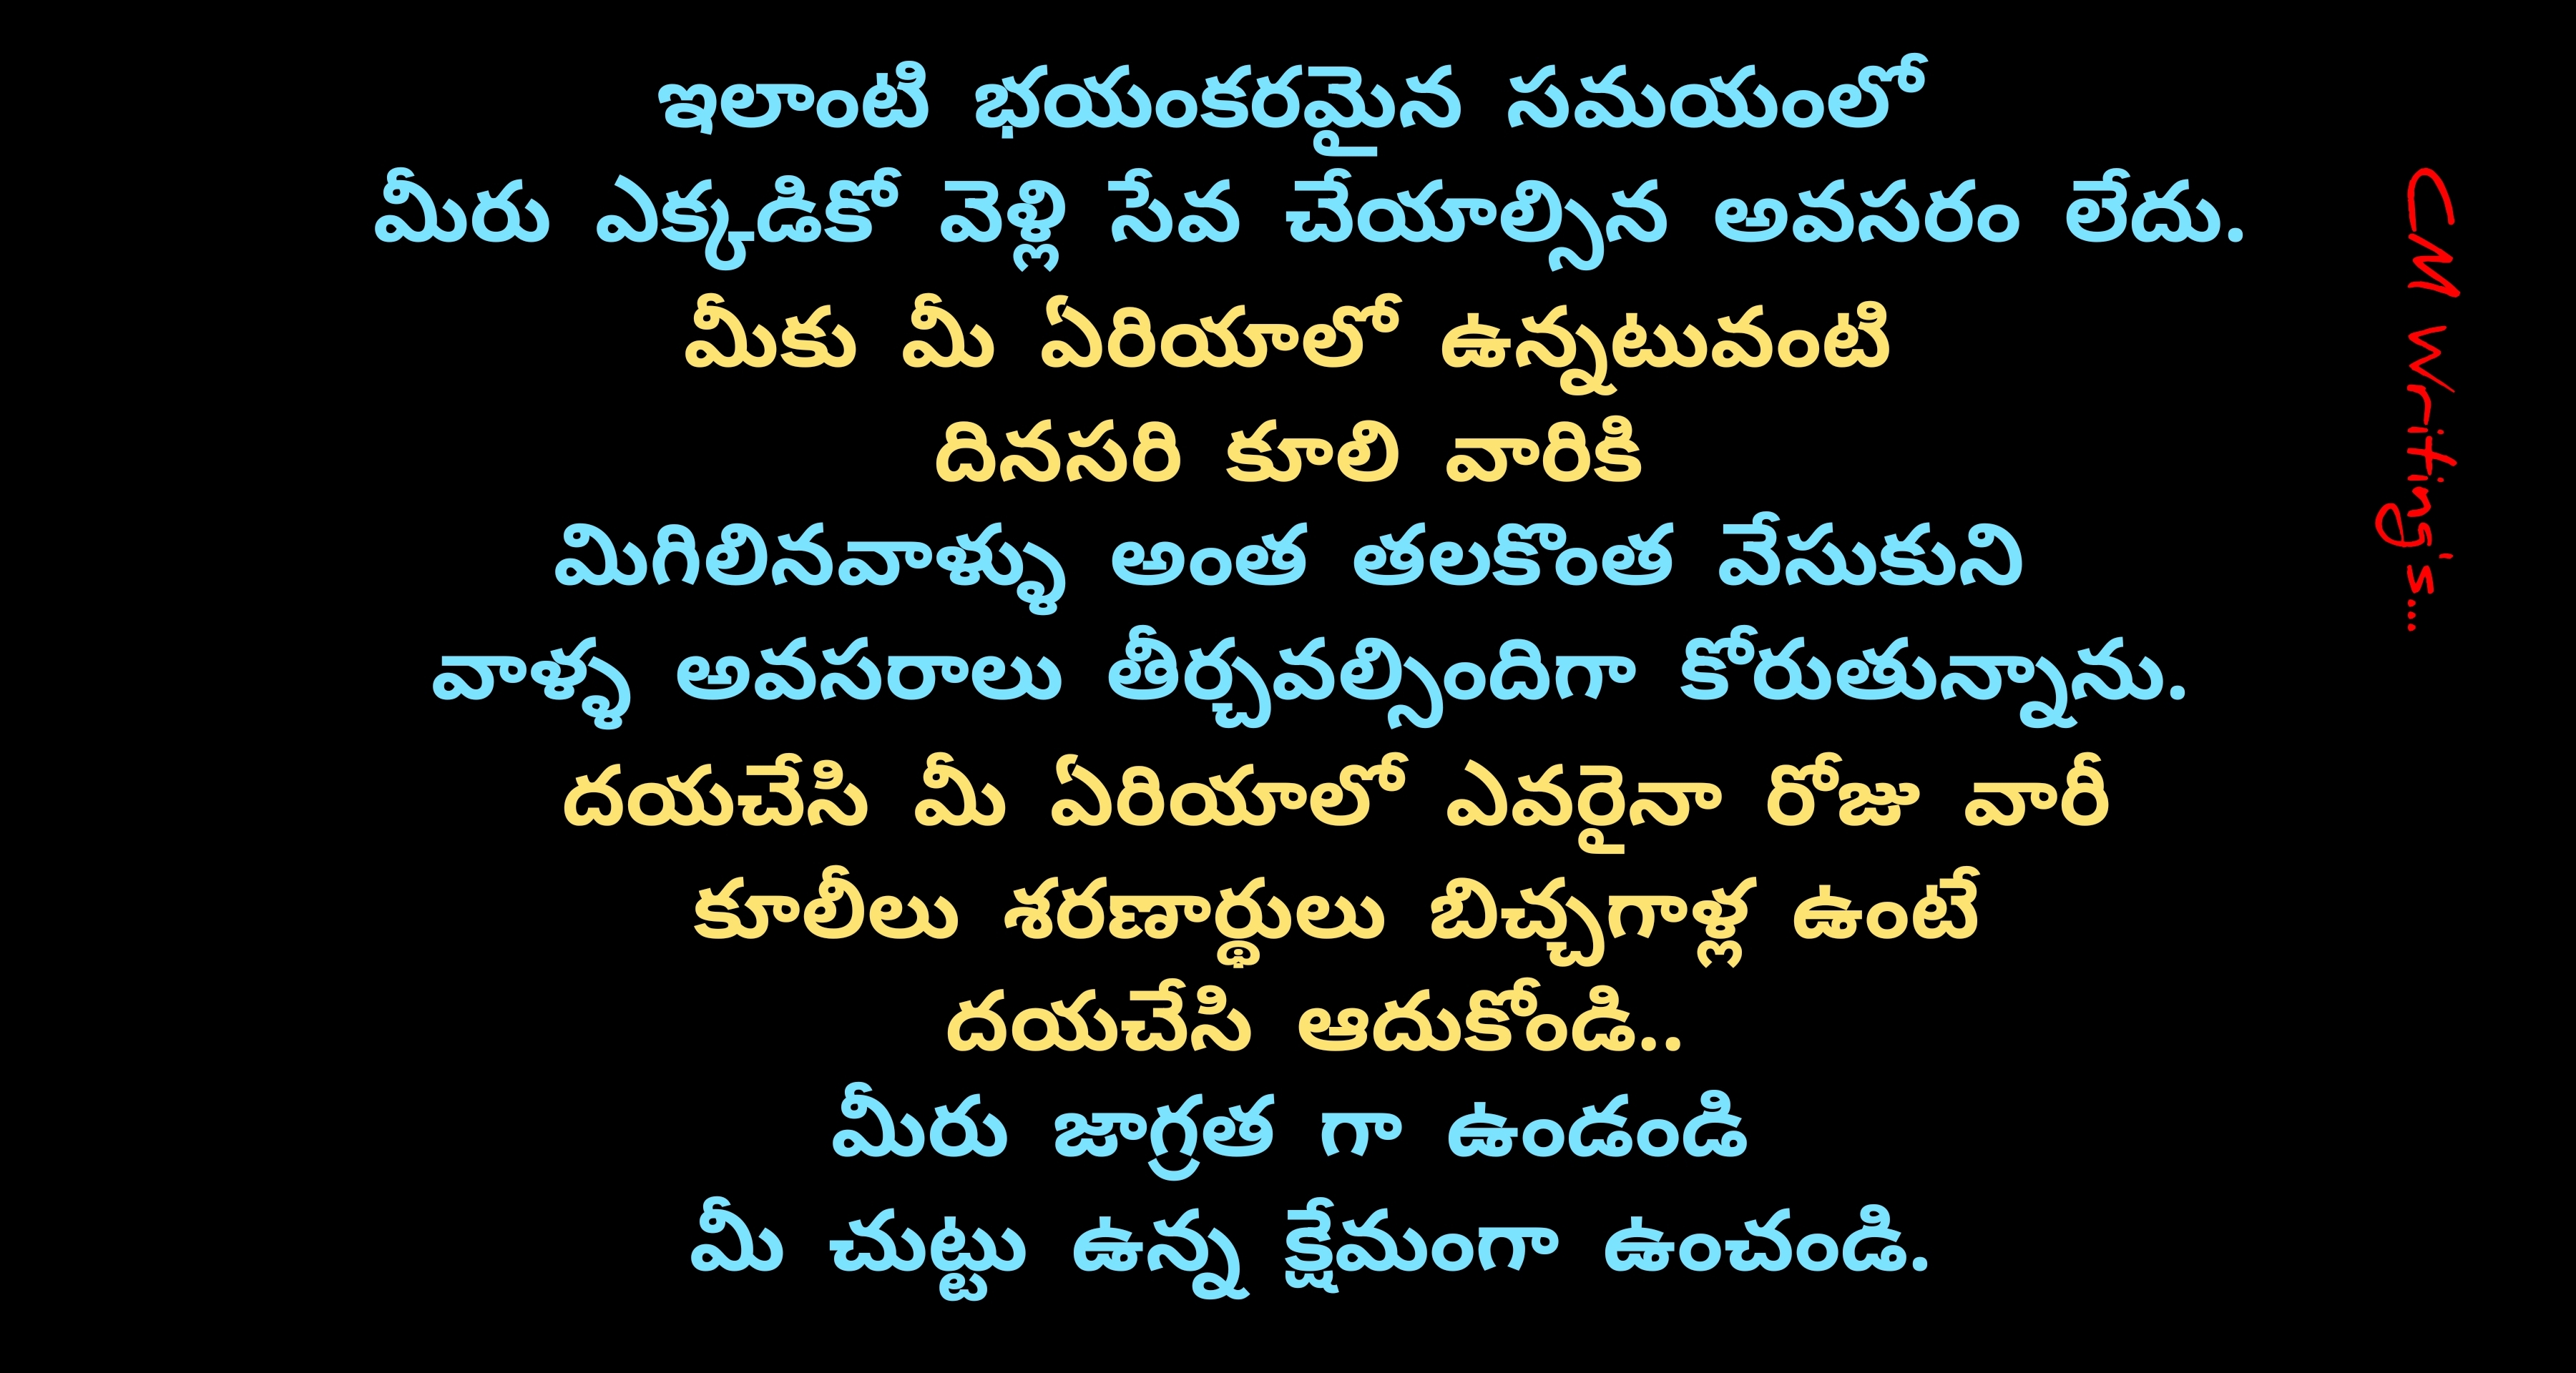 ఇలాంటి భయంకరమైన సమయంలో
మీరు ఎక్కడికో వెళ్లి సేవ చేయాల్సిన అవసరం లేదు.
మీకు మీ ఏరియాలో ఉన్నటువంటి
దినసరి కూలి వారికి
మిగిలినవాళ్ళు అంత తలకొంత వేసుకుని
వాళ్ళ అవసరాలు తీర్చవల్సిందిగా కోరుతున్నాను.
దయచేసి మీ ఏరియాలో ఎవరైనా రోజు వారీ
కూలీలు శరణార్థులు బిచ్చగాళ్ల ఉంటే
దయచేసి ఆదుకోండి..
మీరు జాగ్రత గా ఉండండి
మీ చుట్టు ఉన్న క్షేమంగా ఉంచండి.
CM Writing's...